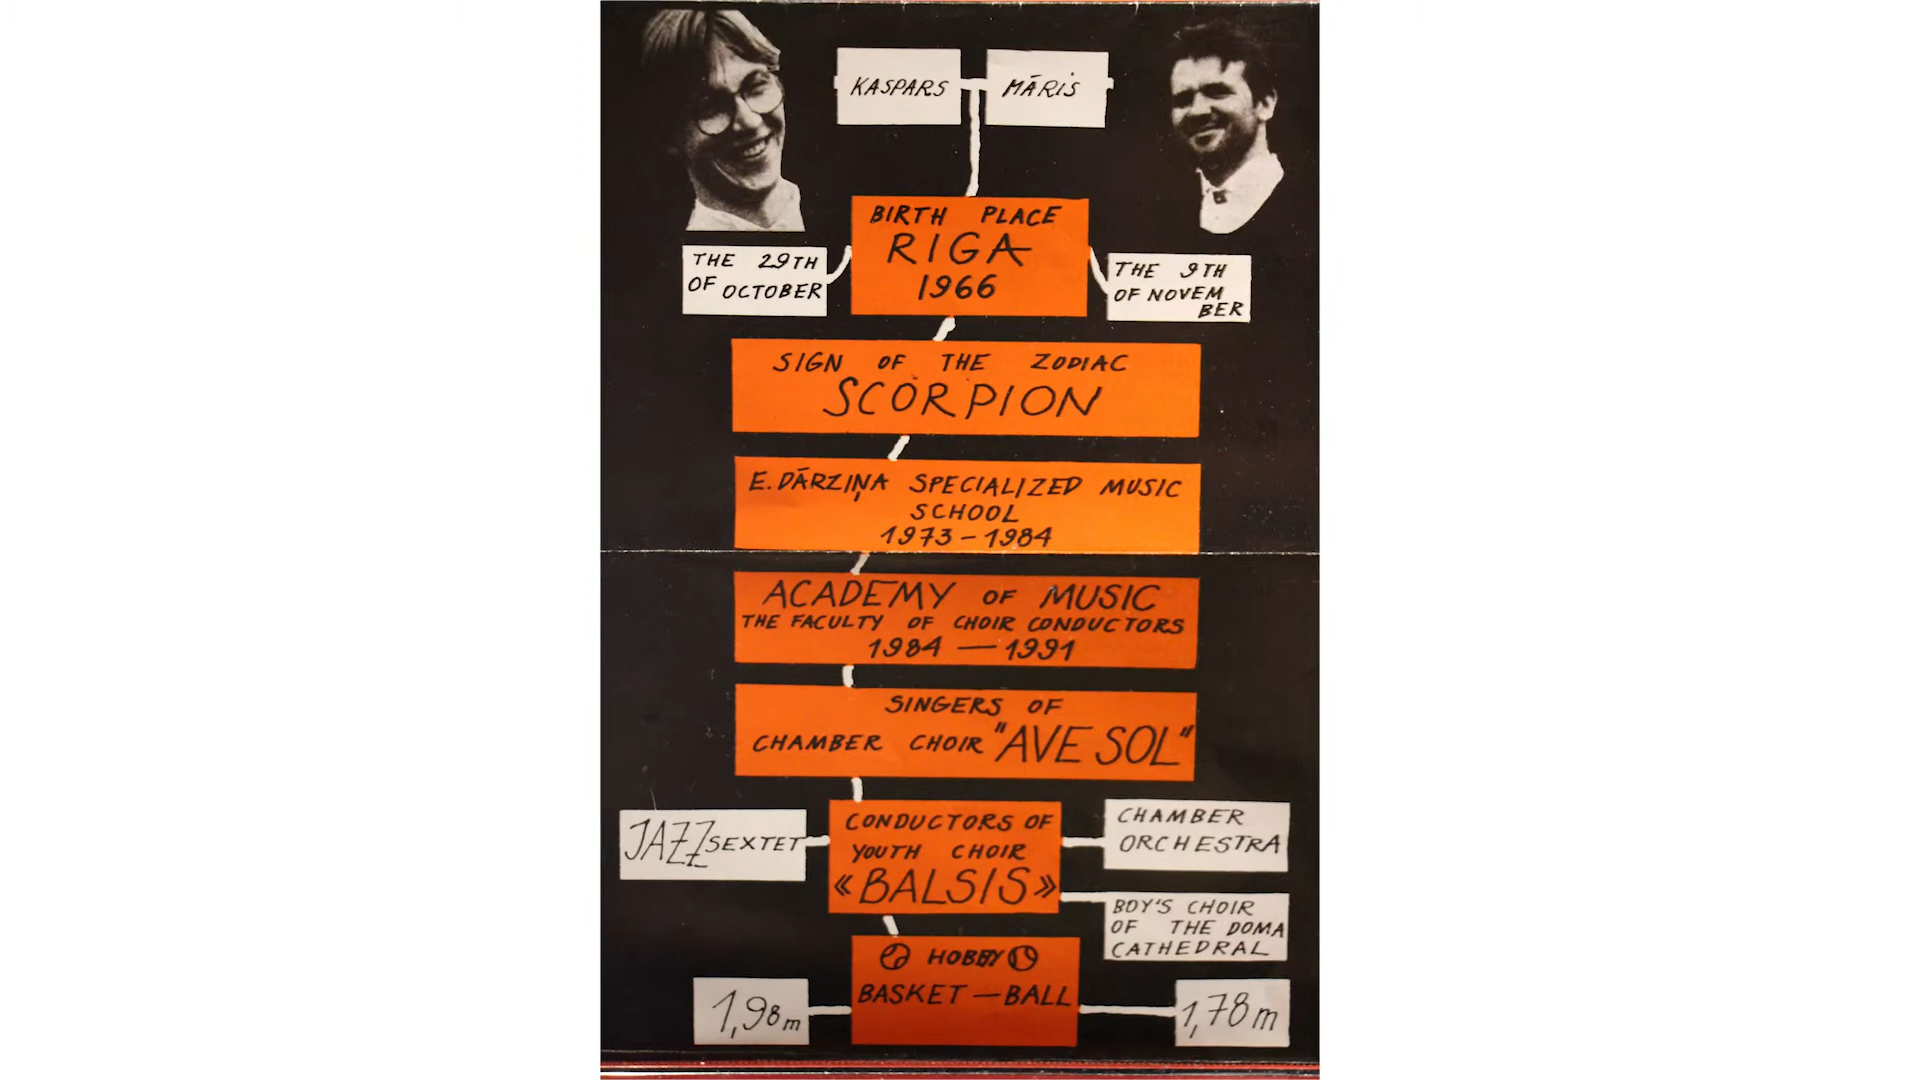 KASPARS
MĀRIS
BIRTH PLACE
RIGA
1966
THE 29TH
OF OCTOBER
THE 9TH
OF NOVEM
BER
SIGN OF THE ZODIAC
SCORPION
E. DĀRZIŅA SPECIALIZED MUSIC
SCHOOL
1973-1984
ACADEMY OF MUSIC
THE FACULTY OF CHOIR CONDUCTORS
1984 — 1991
SINGERS OF
CHAMBER CHOIR "AVE SOL"
JAZZ SEXTET
CONDUCTORS OF
YOUTH CHOIR
«BALSIS»
CHAMBER
ORCHESTRA
BOY'S CHOIR
OF THE DOMA
CATHEDRAL
HOBBY
BASKET — BALL
1,98 m
1,78 m